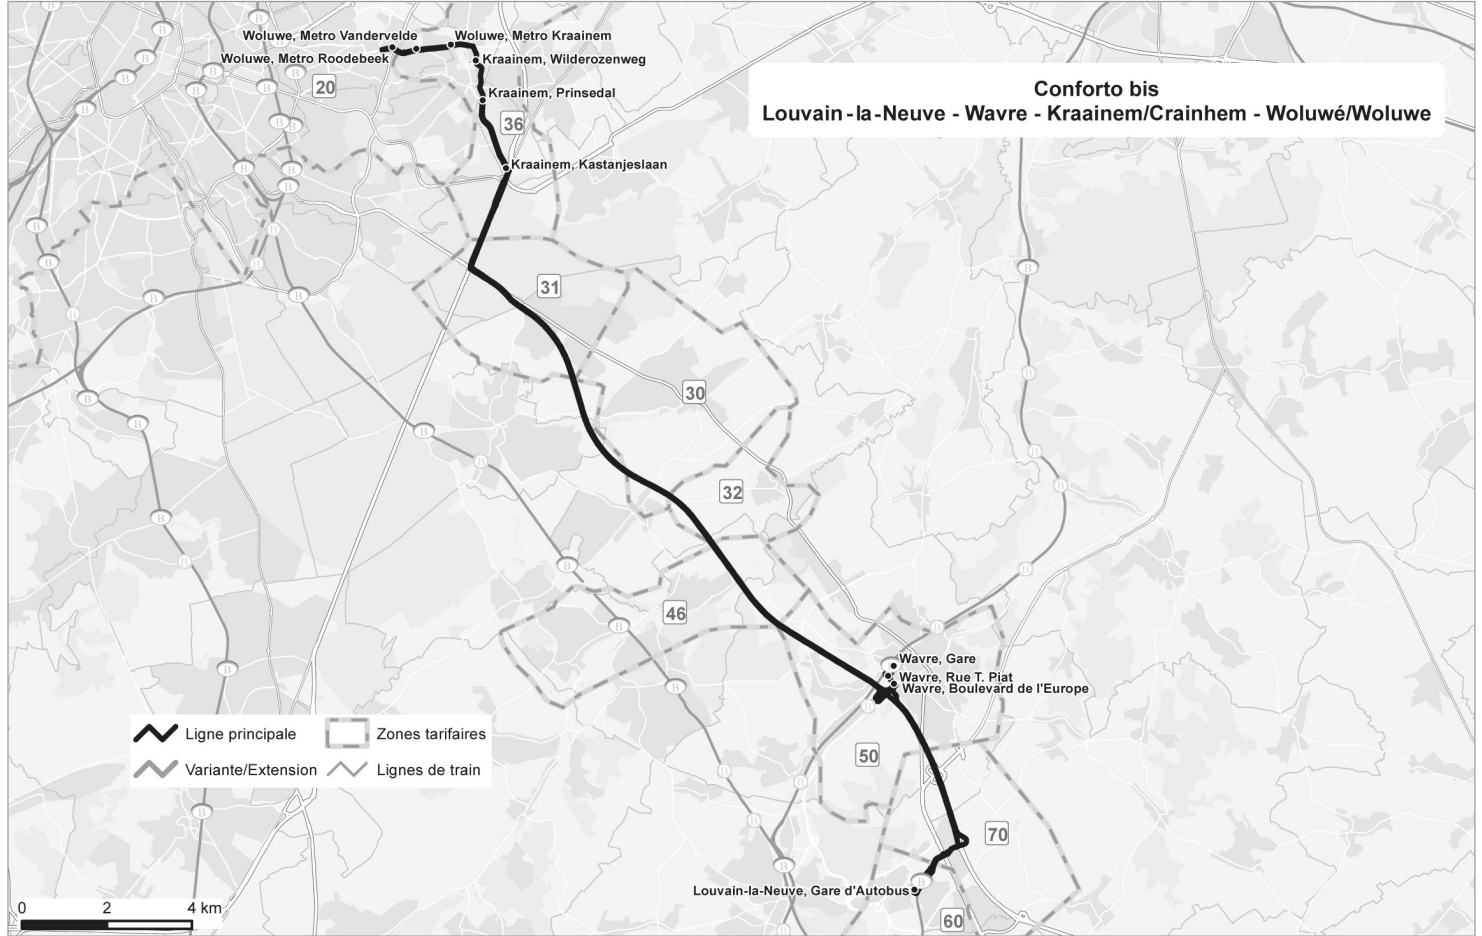 Woluwe, Metro Vandervelde
Woluwe, Metro Kraainem
Woluwe, Metro Roodebeek
Kraainem, Wilderozenweg
20
Kraainem, Prinsedal
36
Conforto bis
Louvain-la-Neuve - Wavre - Kraainem/Crainhem - Woluwé/Woluwe
Kraainem, Kastanjeslaan
31
30
32
46
Wavre, Gare
Wavre, Rue T. Piat
Wavre, Boulevard de l'Europe
50
70
Louvain-la-Neuve, Gare d'Autobus
60
Ligne principale
Zones tarifaires
Variante/Extension
Lignes de train
0 2 4 km